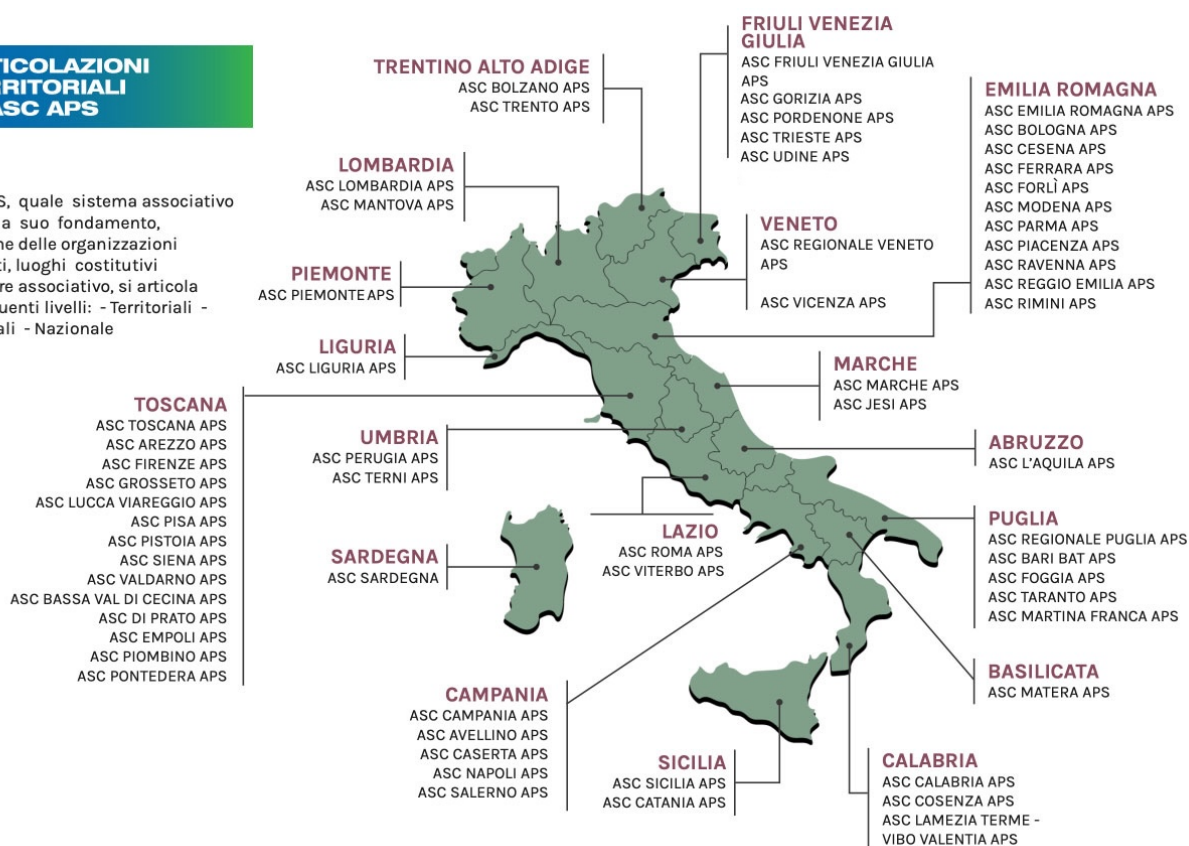 TICOLAZIONI
RRITORIALI
ASC APS
S, quale sistema associativo
a suo fondamento,
ne delle organizzazioni
ti, luoghi costitutivi
re associativo, si articola
uenti livelli: - Territoriali -
ali - Nazionale
TRENTINO ALTO ADIGE
ASC BOLZANO APS
ASC TRENTO APS
FRIULI VENEZIA
GIULIA
ASC FRIULI VENEZIA GIULIA
APS
ASC GORIZIA APS
ASC PORDENONE APS
ASC TRIESTE APS
ASC UDINE APS
EMILIA ROMAGNA
ASC EMILIA ROMAGNA APS
ASC BOLOGNA APS
ASC CESENA APS
ASC FERRARA APS
ASC FORLÌ APS
ASC MODENA APS
ASC PARMA APS
ASC PIACENZA APS
ASC RAVENNA APS
ASC REGGIO EMILIA APS
ASC RIMINI APS
LOMBARDIA
ASC LOMBARDIA APS
ASC MANTOVA APS
VENETO
ASC REGIONALE VENETO
APS
ASC VICENZA APS
PIEMONTE
ASC PIEMONTE APS
LIGURIA
ASC LIGURIA APS
MARCHE
ASC MARCHE APS
ASC JESI APS
TOSCANA
ASC TOSCANA APS
ASC AREZZO APS
ASC FIRENZE APS
ASC GROSSETO APS
ASC LUCCA VIAREGGIO APS
ASC PISA APS
ASC PISTOIA APS
ASC SIENA APS
ASC VALDARNO APS
ASC BASSA VAL DI CECINA APS
ASC DI PRATO APS
ASC EMPOLI APS
ASC PIOMBINO APS
ASC PONTEDERA APS
UMBRIA
ASC PERUGIA APS
ASC TERNI APS
ABRUZZO
ASC L'AQUILA APS
LAZIO
ASC ROMA APS
ASC VITERBO APS
PUGLIA
ASC REGIONALE PUGLIA APS
ASC BARI BAT APS
ASC FOGGIA APS
ASC TARANTO APS
ASC MARTINA FRANCA APS
SARDEGNA
ASC SARDEGNA
BASILICATA
ASC MATERA APS
CAMPANIA
ASC CAMPANIA APS
ASC AVELLINO APS
ASC CASERTA APS
ASC NAPOLI APS
ASC SALERNO APS
SICILIA
ASC SICILIA APS
ASC CATANIA APS
CALABRIA
ASC CALABRIA APS
ASC COSENZA APS
ASC LAMEZIA TERME -
VIBO VALENTIA APS